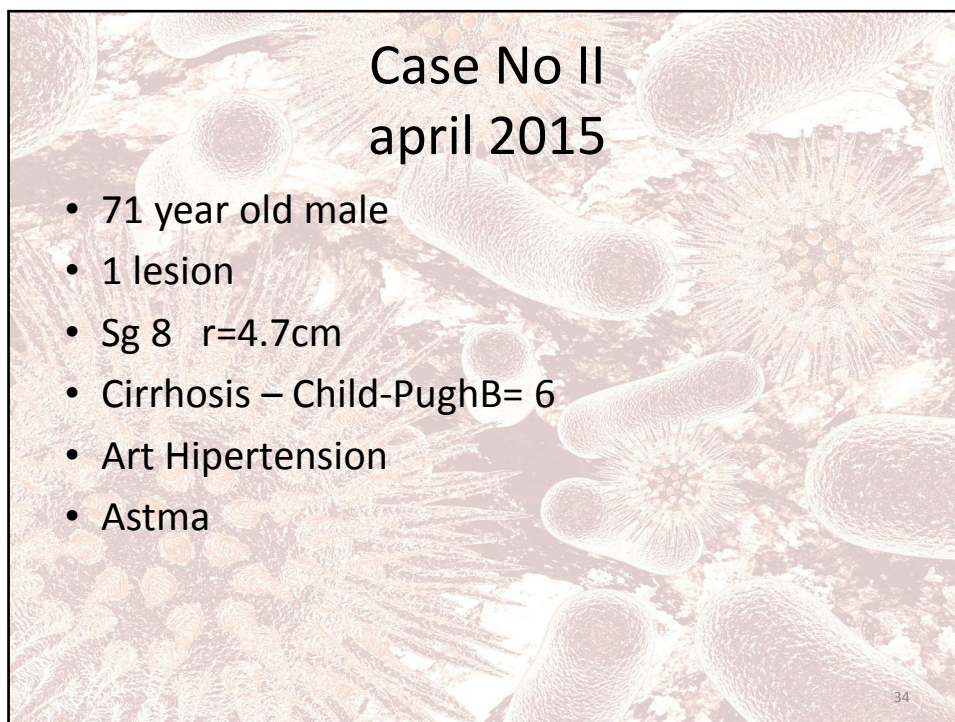 Case No II
april 2015
• 71 year old male
• 1 lesion
• Sg 8 r=4.7cm
• Cirrhosis – Child-PughB= 6
• Art Hipertension
• Astma
34